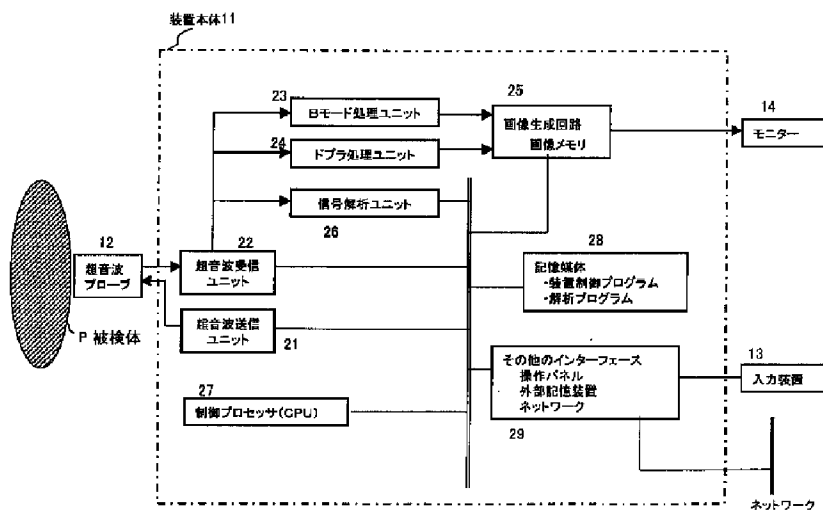 装置本体11
23
Bモード処理ユニット
24
ドプラ処理ユニット
信号解析ユニット
26
25
画像生成回路
画像メモリ
14
モニター
12
超音波
プローブ
22
超音波受信
ユニット
超音波送信
ユニット
21
P 被検体
27
制御プロセッサ(CPU)
28
記憶媒体
-装置制御プログラム
-解析プログラム
その他のインターフェース
操作パネル
外部記憶装置
ネットワーク
29
13
入力装置
ネットワーク